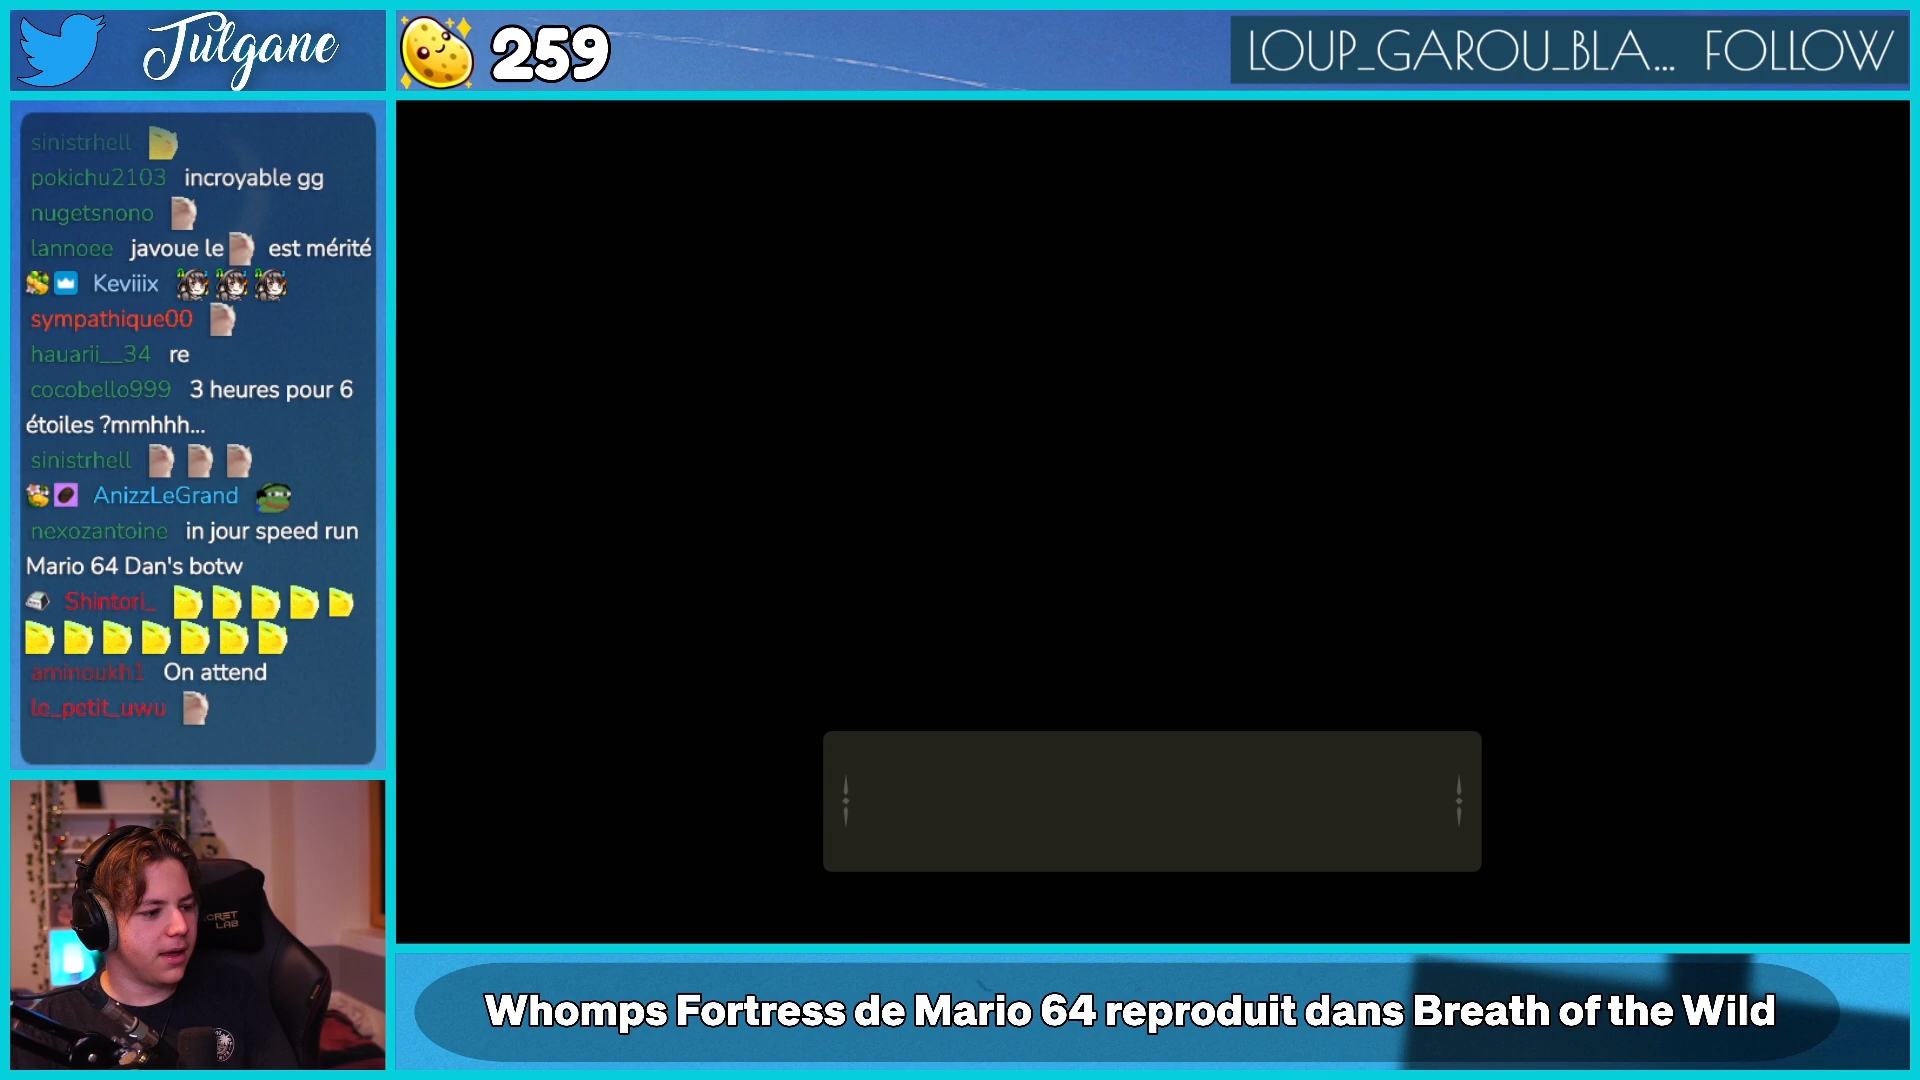 Julgane
259
LOUP_GAROU_BLA... FOLLOW
sinistrhell
pokichu2103 incroyable gg
nugetsnono
lannoee javoue le est mérité
Keviiix
sympathique00
hauarii__34 re
cocobello999 3 heures pour 6
étoiles ?mmhhh...
sinistrhell
AnizzLeGrand
nexozantoine in jour speed run
Mario 64 Dan's botw
Shintori_
aminoukh1 On attend
le_petit_uwu
CRET
LAB
Whomps Fortress de Mario 64 reproduit dans Breath of the Wild